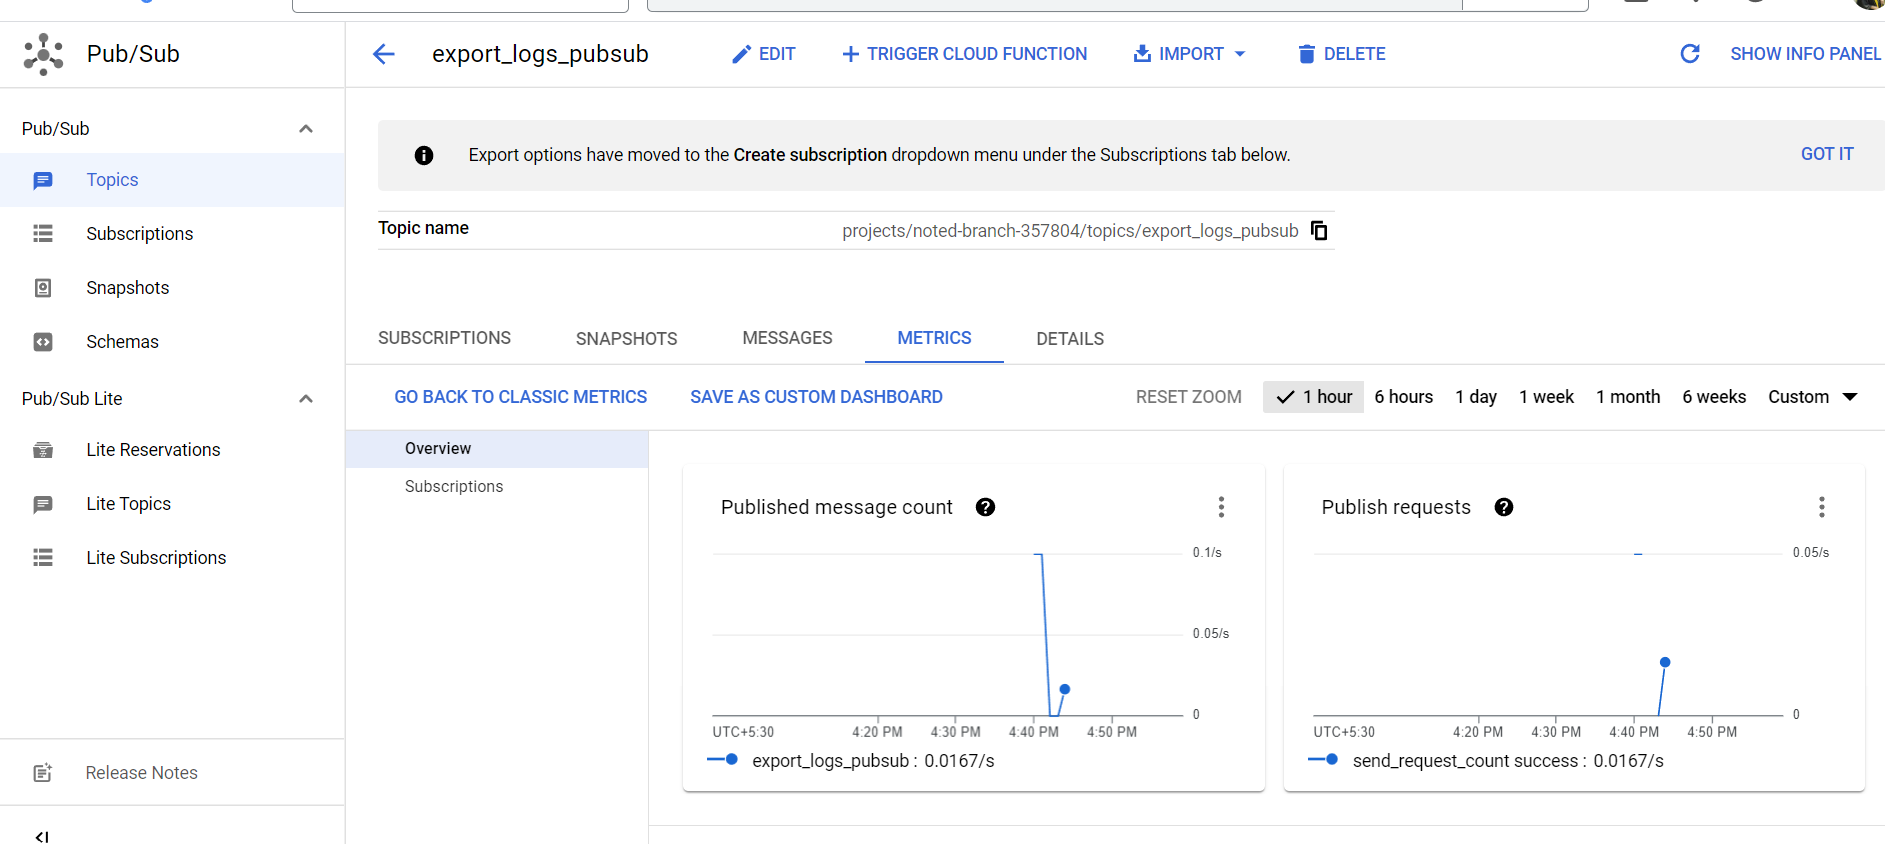 Pub/Sub
export_logs_pubsub
EDIT
TRIGGER CLOUD FUNCTION
IMPORT
DELETE
SHOW INFO PANEL
Pub/Sub
Topics
Subscriptions
Snapshots
Schemas
Pub/Sub Lite
Lite Reservations
Lite Topics
Lite Subscriptions
Release Notes
Export options have moved to the Create subscription dropdown menu under the Subscriptions tab below.
GOT IT
Topic name
projects/noted-branch-357804/topics/export_logs_pubsub
SUBSCRIPTIONS
SNAPSHOTS
MESSAGES
METRICS
DETAILS
GO BACK TO CLASSIC METRICS
SAVE AS CUSTOM DASHBOARD
RESET ZOOM
1 hour
6 hours
1 day
1 week
1 month
6 weeks
Custom
Overview
Subscriptions
Published message count
0.1/s
0.05/s
0
UTC+5:30
4:20 PM
4:30 PM
4:40 PM
4:50 PM
export_logs_pubsub : 0.0167/s
Publish requests
0.05/s
0
UTC+5:30
4:20 PM
4:30 PM
4:40 PM
4:50 PM
send_request_count success : 0.0167/s